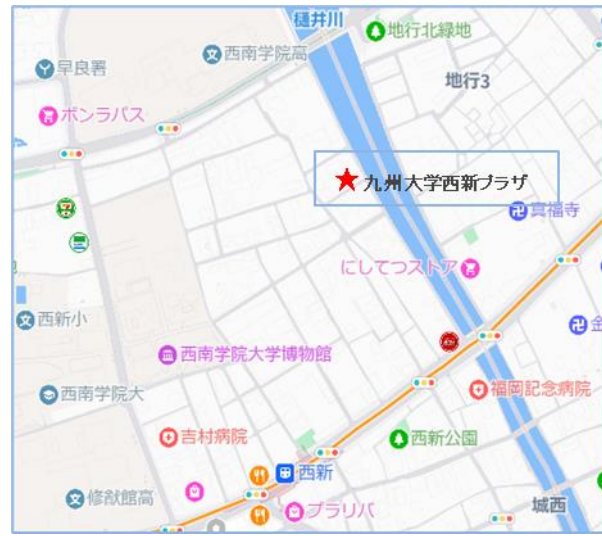 樋井川
地行北緑地
西南学院高
早良署
地行3
ボンラパス
九州大学西新プラザ
真福寺
にしてつストア
西新小
金
西南学院大学博物館
西南学院大
福岡記念病院
吉村病院
西新公園
西新
修猷館高
プラリバ
城西